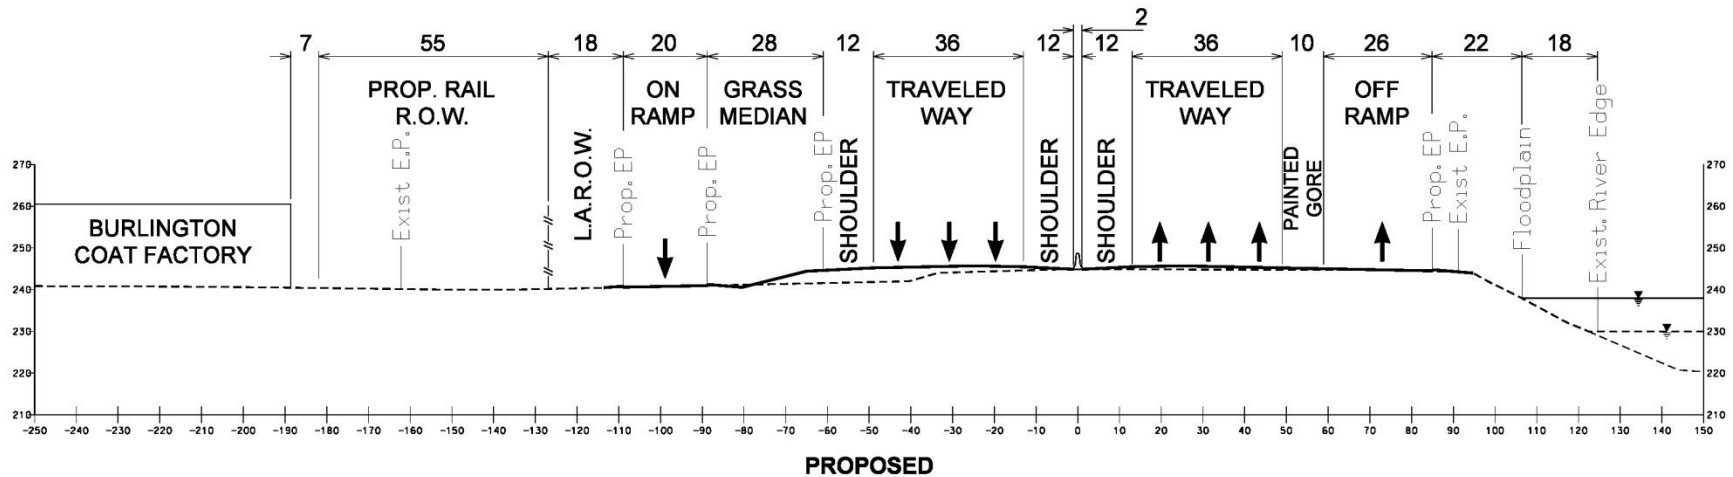 2
7
55
18
20
28
12
36
12
12
36
10
26
22
18
PROP. RAIL
R.O.W.
ON
RAMP
GRASS
MEDIAN
TRAVELED
WAY
TRAVELED
WAY
OFF
RAMP
Exist E.P.
L.A.R.O.W.
Prop. EP
Prop. EP
Prop. EP
SHOULDER
SHOULDER
SHOULDER
PAINTED
GORE
Prop. EP
Exist E.P.
Floodplain
Exist. River Edge
BURLINGTON
COAT FACTORY
270
260
250
240
230
220
210
270
260
250
240
230
220
210
-250 -240 -230 -220 -210 -200 -190 -180 -170 -160 -150 -140 -130 -120 -110 -100 -90 -80 -70 -60 -50 -40 -30 -20 -10 0 10 20 30 40 50 60 70 80 90 100 110 120 130 140 150
PROPOSED